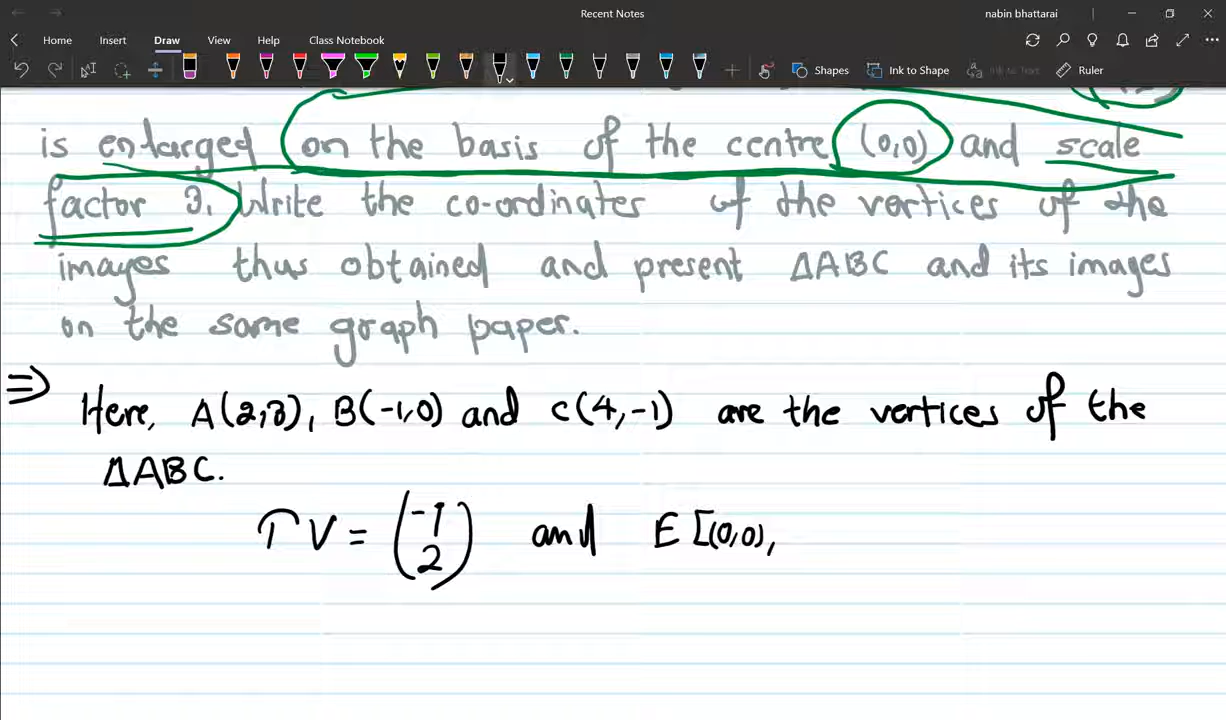 Recent Notes
nabin bhattarai
Home Insert Draw View Help Class Notebook
Shapes Ink to Shape Ink to Text Ruler
is enlarged on the basis of the centre (0,0) and scale
factor 3. Write the co-ordinates of the vertices of the
images thus obtained and present ΔABC and its images
on the same graph paper.
⇒ Here, A(2,3), B(-1,0) and C(4,-1) are the vertices of the
ΔABC.
TV = (-1 2) and E [(0,0),